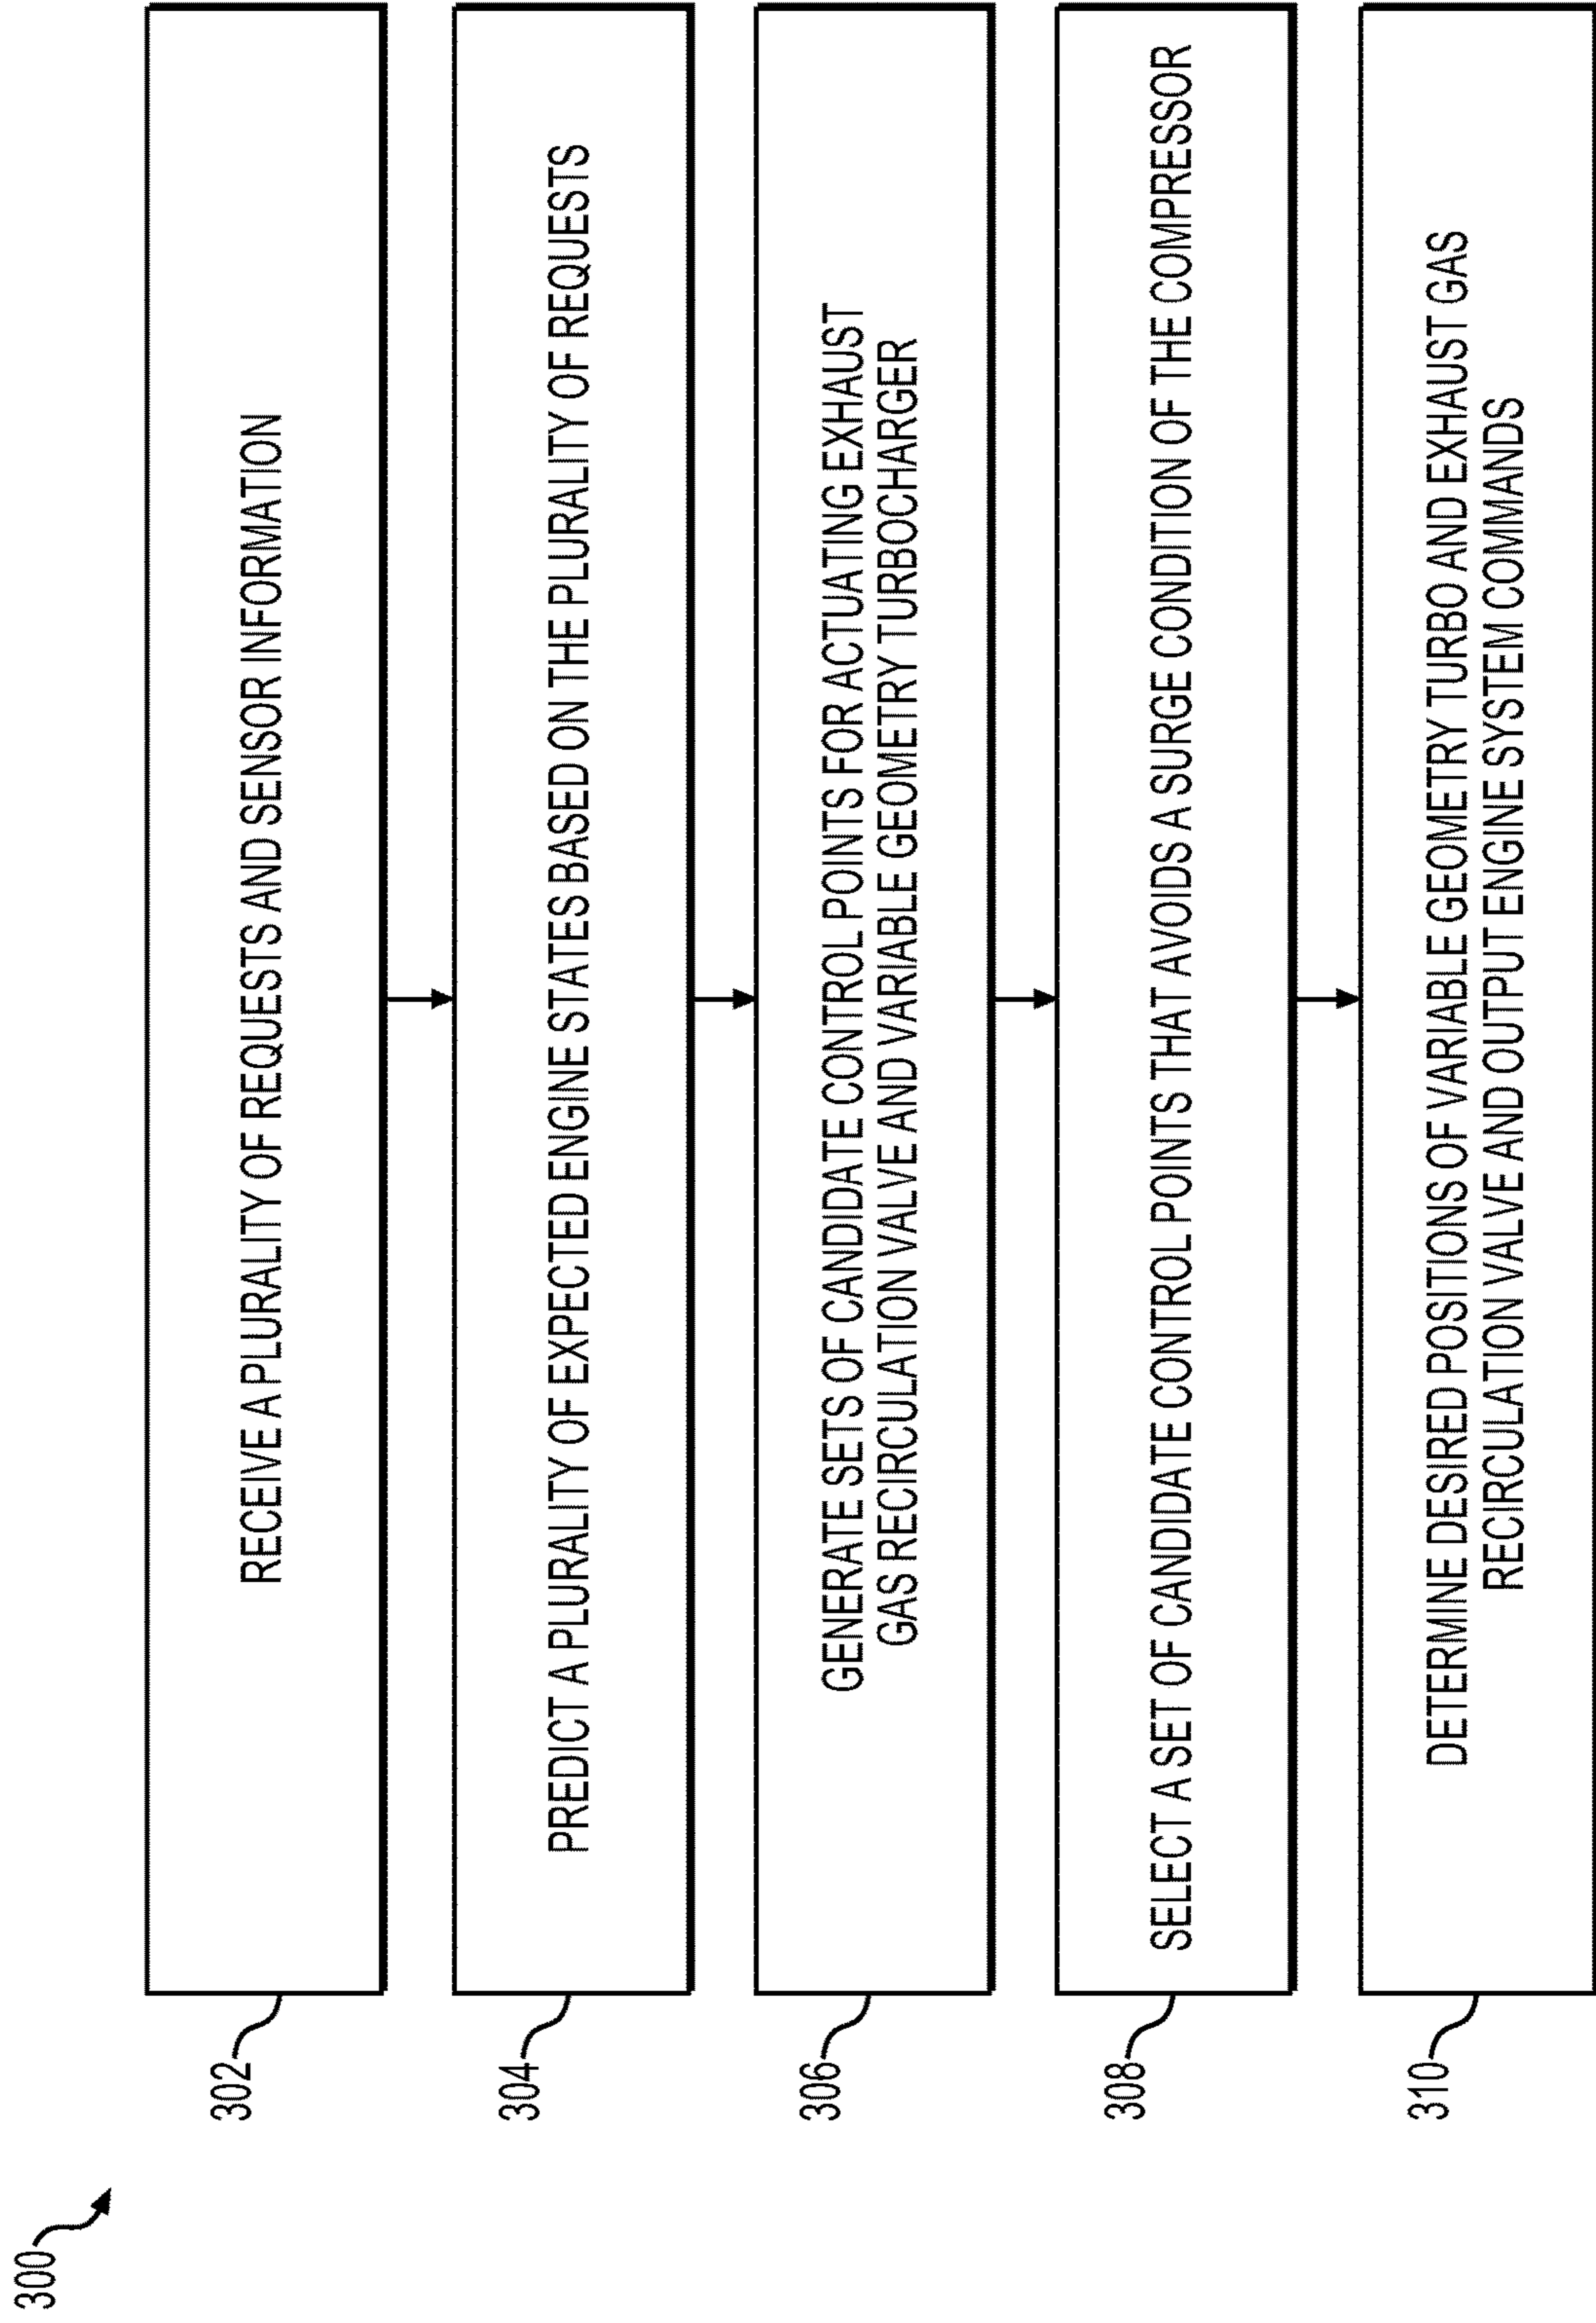 300
302
RECEIVE A PLURALITY OF REQUESTS AND SENSOR INFORMATION
304
PREDICT A PLURALITY OF EXPECTED ENGINE STATES BASED ON THE PLURALITY OF REQUESTS
306
GENERATE SETS OF CANDIDATE CONTROL POINTS FOR ACTUATING EXHAUST
GAS RECIRCULATION VALVE AND VARIABLE GEOMETRY TURBOCHARGER
308
SELECT A SET OF CANDIDATE CONTROL POINTS THAT AVOIDS A SURGE CONDITION OF THE COMPRESSOR
310
DETERMINE DESIRED POSITIONS OF VARIABLE GEOMETRY TURBO AND EXHAUST GAS
RECIRCULATION VALVE AND OUTPUT ENGINE SYSTEM COMMANDS